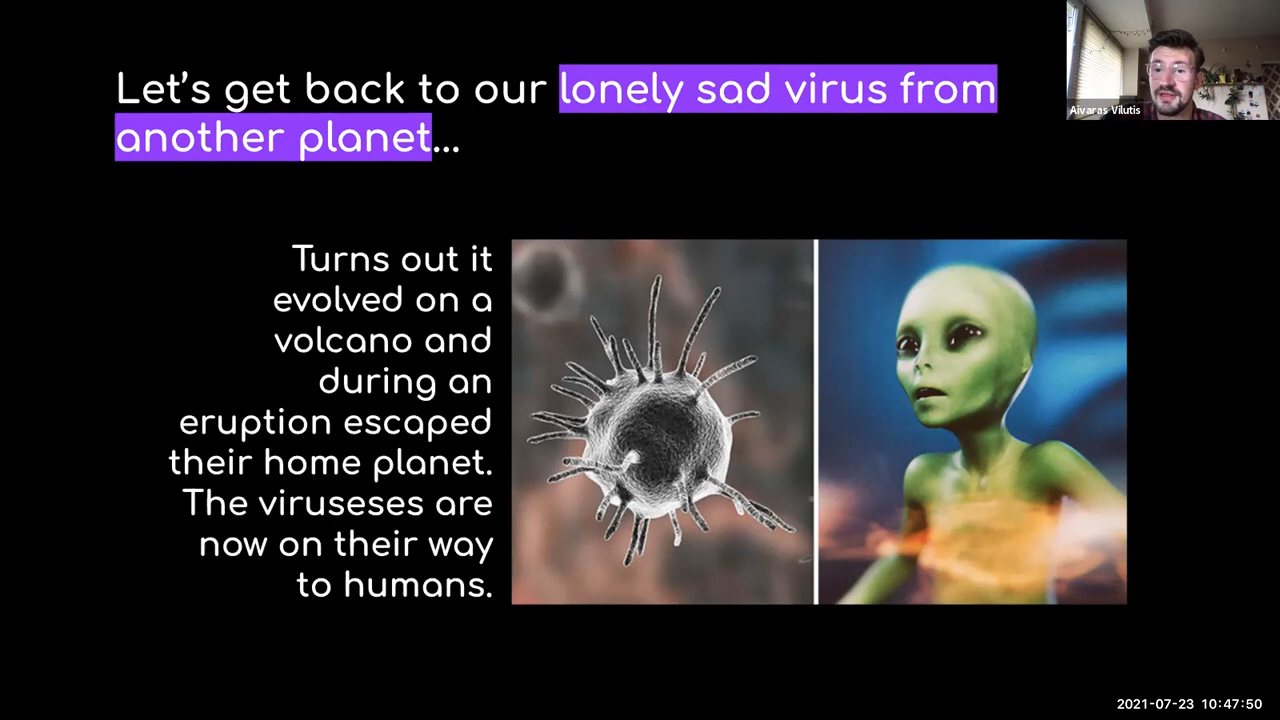 Let's get back to our lonely sad virus from
another planet...
Aivaras Vilutis
Turns out it
evolved on a
volcano and
during an
eruption escaped
their home planet.
The viruseses are
now on their way
to humans.
2021-07-23 10:47:50